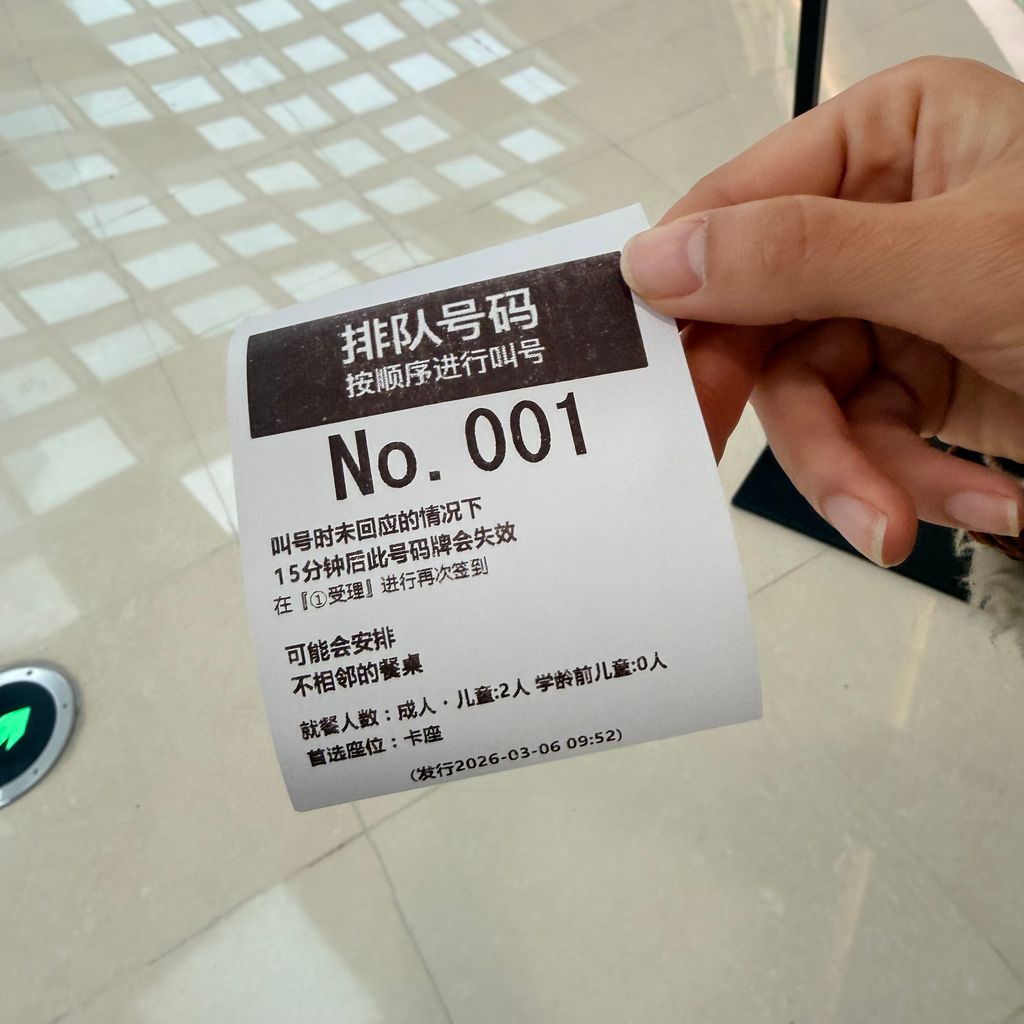 排队号码
按顺序进行叫号
No. 001
叫号时未回应的情况下
15分钟后此号码牌会失效
在『①受理』进行再次签到
可能会安排
不相邻的餐桌
就餐人数：成人·儿童:2人 学龄前儿童:0人
首选座位：卡座
(发行2026-03-06 09:52)